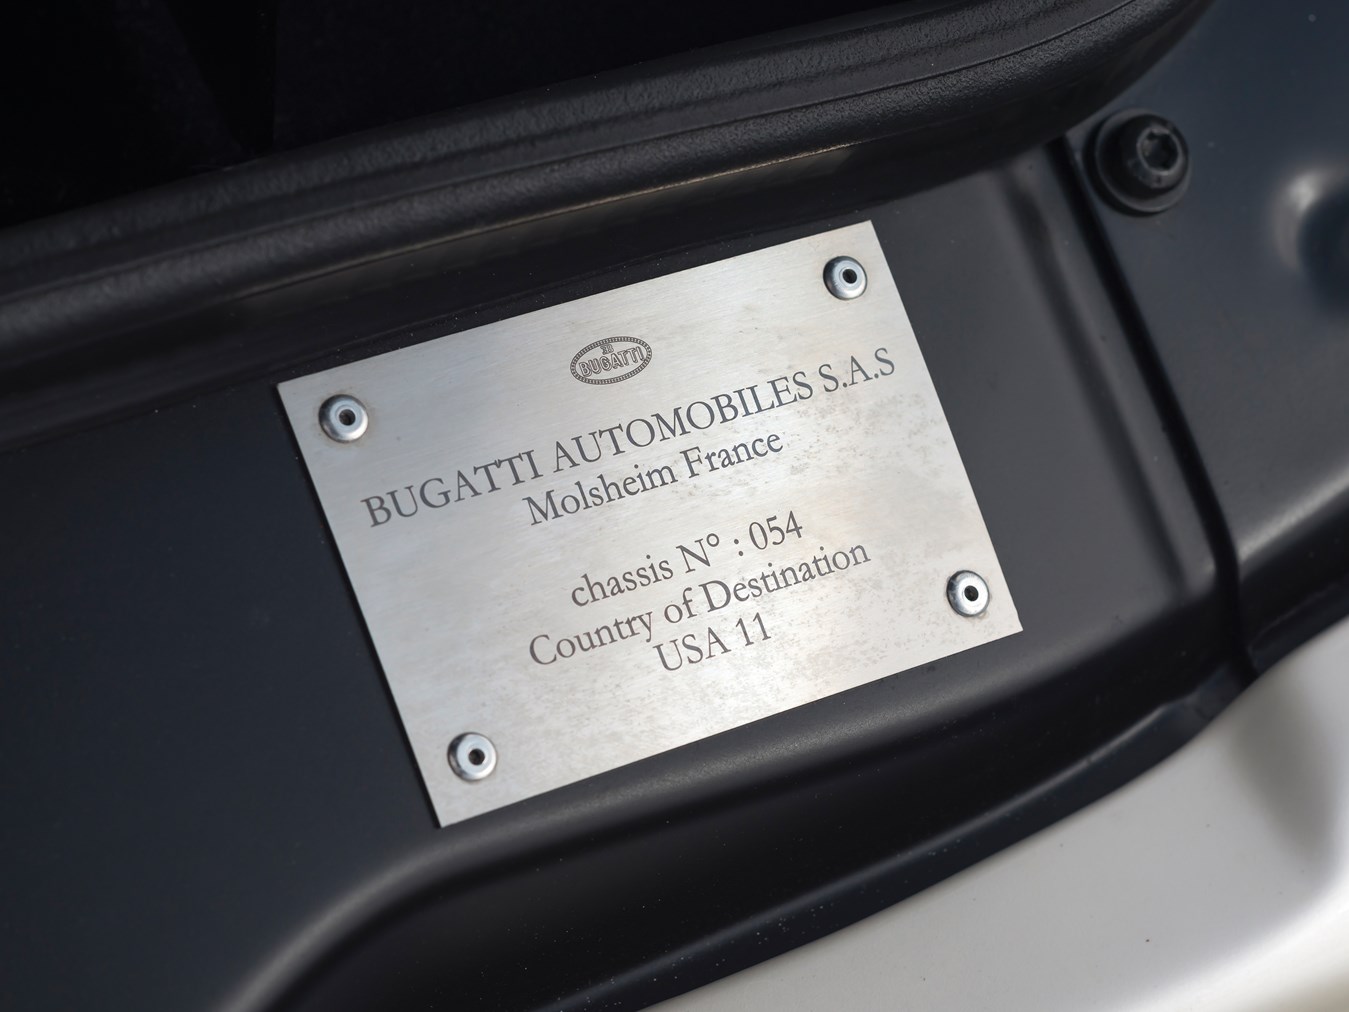 BUGATTI
BUGATTI AUTOMOBILES S.A.S
Molsheim France
chassis N° : 054
Country of Destination
USA 11